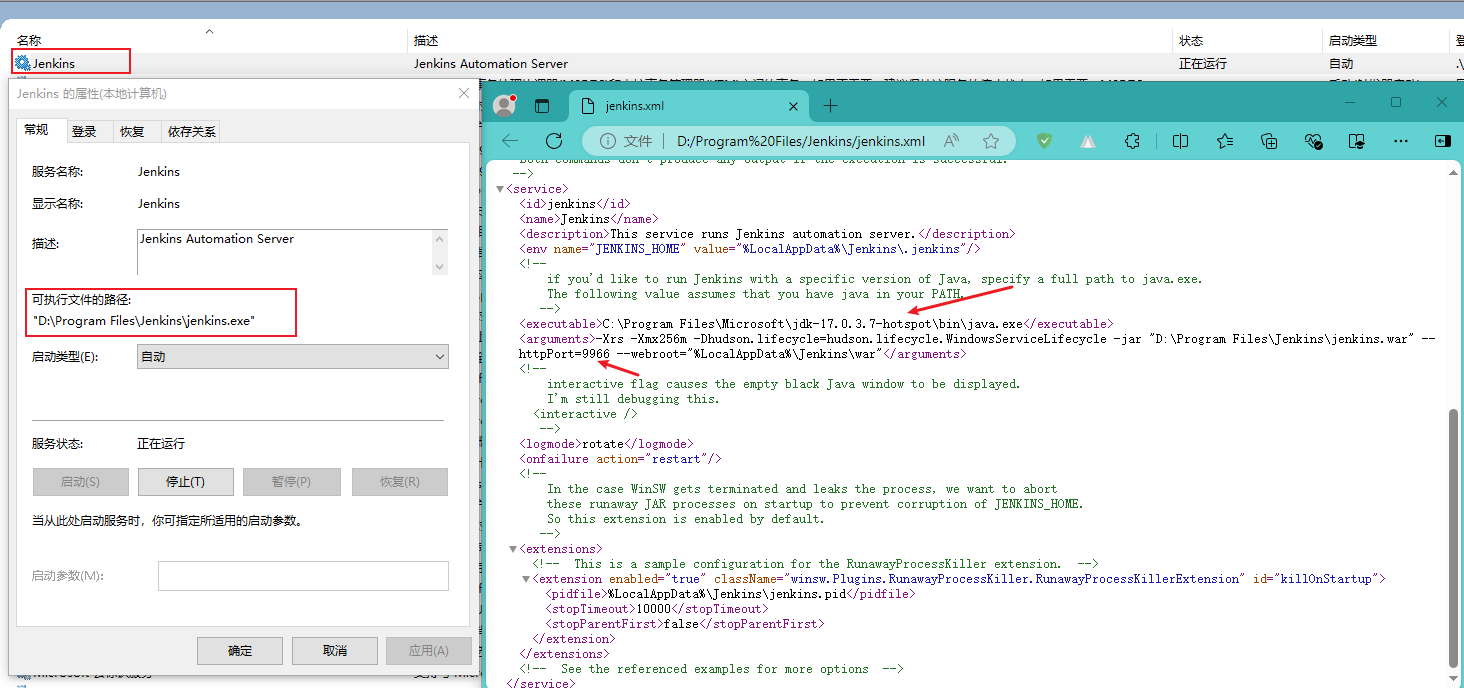 名称 描述 状态 启动类型
Jenkins Jenkins Automation Server 正在运行 自动
Jenkins 的属性(本地计算机)
常规 登录 恢复 依存关系
服务名称: Jenkins
显示名称: Jenkins
描述: Jenkins Automation Server
可执行文件的路径:
"D:\Program Files\Jenkins\jenkins.exe"
启动类型(E): 自动
服务状态: 正在运行
启动(S) 停止(T) 暂停(P) 恢复(R)
当从此处启动服务时，你可指定所适用的启动参数。
启动参数(M):
确定 取消 应用(A)
jenkins.xml
文件 D:/Program%20Files/Jenkins/jenkins.xml
Both commands don't produce any output if the execution is successful.
-->
<service>
<id>jenkins</id>
<name>Jenkins</name>
<description>This service runs Jenkins automation server.</description>
<env name="JENKINS_HOME" value="%LocalAppData%\Jenkins\.jenkins"/>
<!--
if you'd like to run Jenkins with a specific version of Java, specify a full path to java.exe.
The following value assumes that you have java in your PATH.
-->
<executable>C:\Program Files\Microsoft\jdk-17.0.3.7-hotspot\bin\java.exe</executable>
<arguments>-Xrs -Xmx256m -Dhudson.lifecycle=hudson.lifecycle.WindowsServiceLifecycle -jar "D:\Program Files\Jenkins\jenkins.war" --
httpPort=9966 --webroot="%LocalAppData%\Jenkins\war"</arguments>
<!--
interactive flag causes the empty black Java window to be displayed.
I'm still debugging this.
<interactive />
-->
<logmode>rotate</logmode>
<onfailure action="restart"/>
<!--
In the case WinSW gets terminated and leaks the process, we want to abort
these runaway JAR processes on startup to prevent corruption of JENKINS_HOME.
So this extension is enabled by default.
-->
<extensions>
<!-- This is a sample configuration for the RunawayProcessKiller extension. -->
<extension enabled="true" className="winsw.Plugins.RunawayProcessKiller.RunawayProcessKillerExtension" id="killOnStartup">
<pidfile>%LocalAppData%\Jenkins\jenkins.pid</pidfile>
<stopTimeout>10000</stopTimeout>
<stopParentFirst>false</stopParentFirst>
</extension>
</extensions>
<!-- See the referenced examples for more options -->
</service>